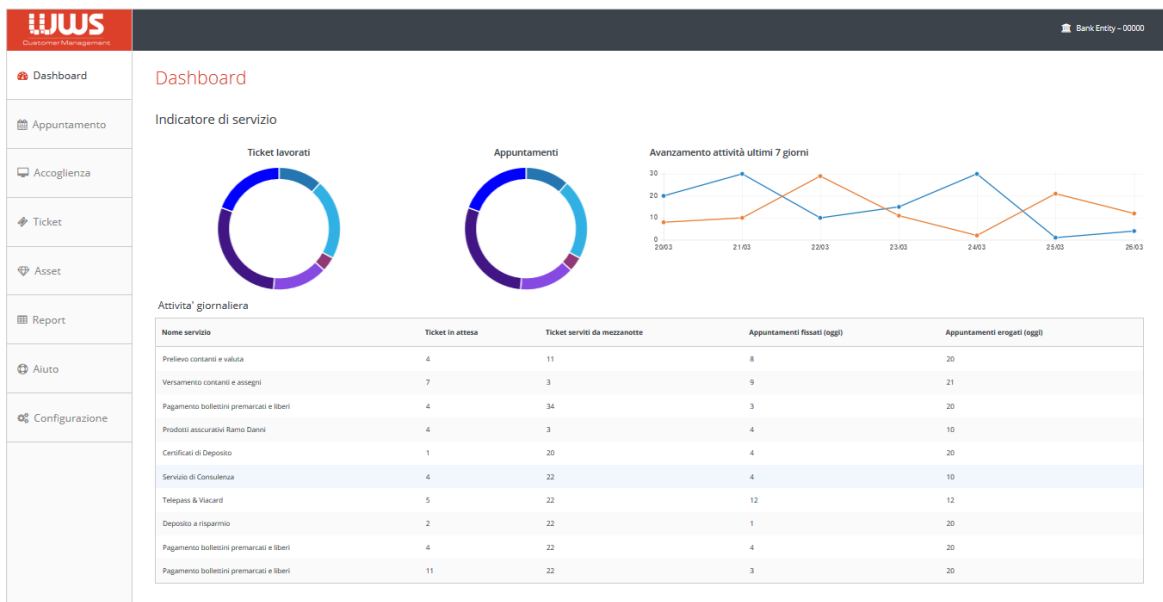 WWS
CustomerManagement
Bank Entity – 00000
Dashboard
Appuntamento
Accoglienza
Ticket
Asset
Report
Aiuto
Configurazione
Dashboard
Indicatore di servizio
Ticket lavorati
Appuntamenti
Avanzamento attività ultimi 7 giorni
30
20
10
0
20/03 21/03 22/03 23/03 24/03 25/03 26/03
Attivita' giornaliera
Nome servizio Ticket in attesa Ticket serviti da mezzanotte Appuntamenti fissati (oggi) Appuntamenti erogati (oggi)
Prelievo contanti e valuta 4 11 8 20
Versamento contanti e assegni 7 3 9 21
Pagamento bollettini premarcati e liberi 4 34 3 20
Prodotti asscurativi Ramo Danni 4 3 4 10
Certificati di Deposito 1 20 4 20
Servizio di Consulenza 4 22 4 10
Telepass & Viacard 5 22 12 12
Deposito a risparmio 2 22 1 20
Pagamento bollettini premarcati e liberi 4 22 4 20
Pagamento bollettini premarcati e liberi 11 22 3 20